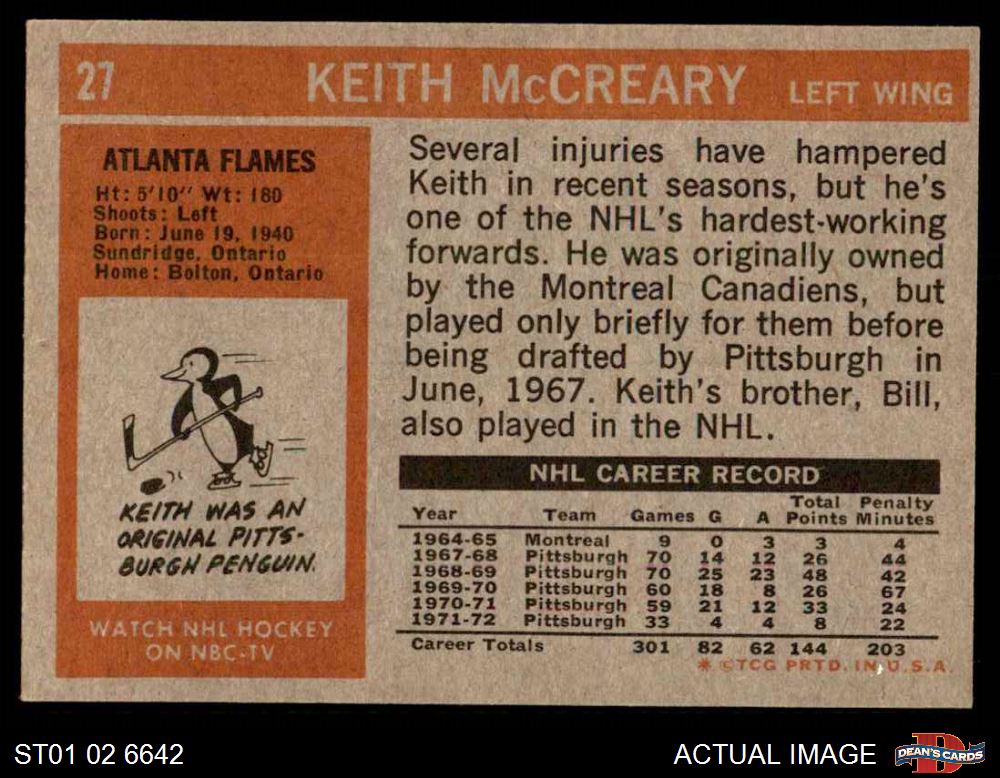 27 KEITH McCREARY LEFT WING
ATLANTA FLAMES
Ht: 5'10" Wt: 180
Shoots: Left
Born: June 19, 1940
Sundridge, Ontario
Home: Bolton, Ontario
KEITH WAS AN
ORIGINAL PITTS-
BURGH PENGUIN.
WATCH NHL HOCKEY
ON NBC-TV
Several injuries have hampered
Keith in recent seasons, but he's
one of the NHL's hardest-working
forwards. He was originally owned
by the Montreal Canadiens, but
played only briefly for them before
being drafted by Pittsburgh in
June, 1967. Keith's brother, Bill,
also played in the NHL.
NHL CAREER RECORD
Year Team Games G A Total Points Penalty Minutes
1964-65 Montreal 9 0 3 3 4
1967-68 Pittsburgh 70 14 12 26 44
1968-69 Pittsburgh 70 25 23 48 42
1969-70 Pittsburgh 60 18 8 26 67
1970-71 Pittsburgh 59 21 12 33 24
1971-72 Pittsburgh 33 4 4 8 22
Career Totals 301 82 62 144 203
* © TCG PRTD. IN U.S.A.
ST01 02 6642
ACTUAL IMAGE
D
DEAN'S CARDS